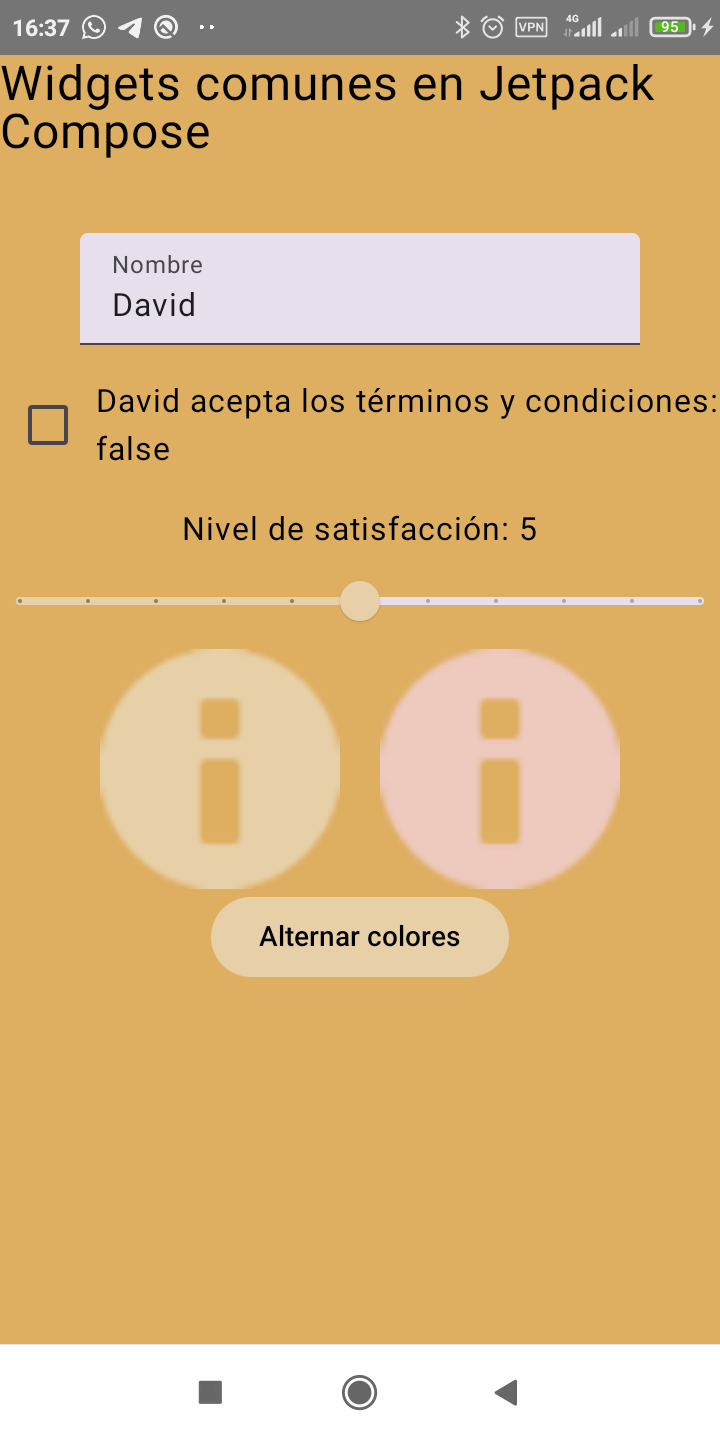 16:37 VPN 4G 95
Widgets comunes en Jetpack
Compose
Nombre
David
David acepta los términos y condiciones:
false
Nivel de satisfacción: 5
Alternar colores